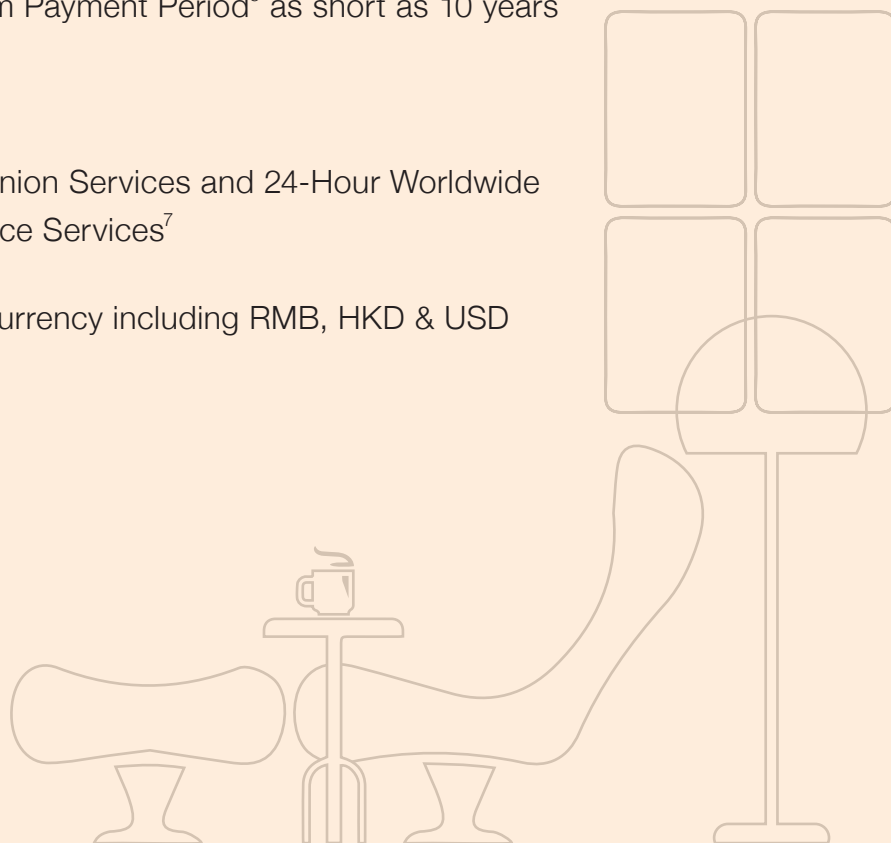 m Payment Period as short as 10 years
nion Services and 24-Hour Worldwide
ce Services⁷
urrency including RMB, HKD & USD